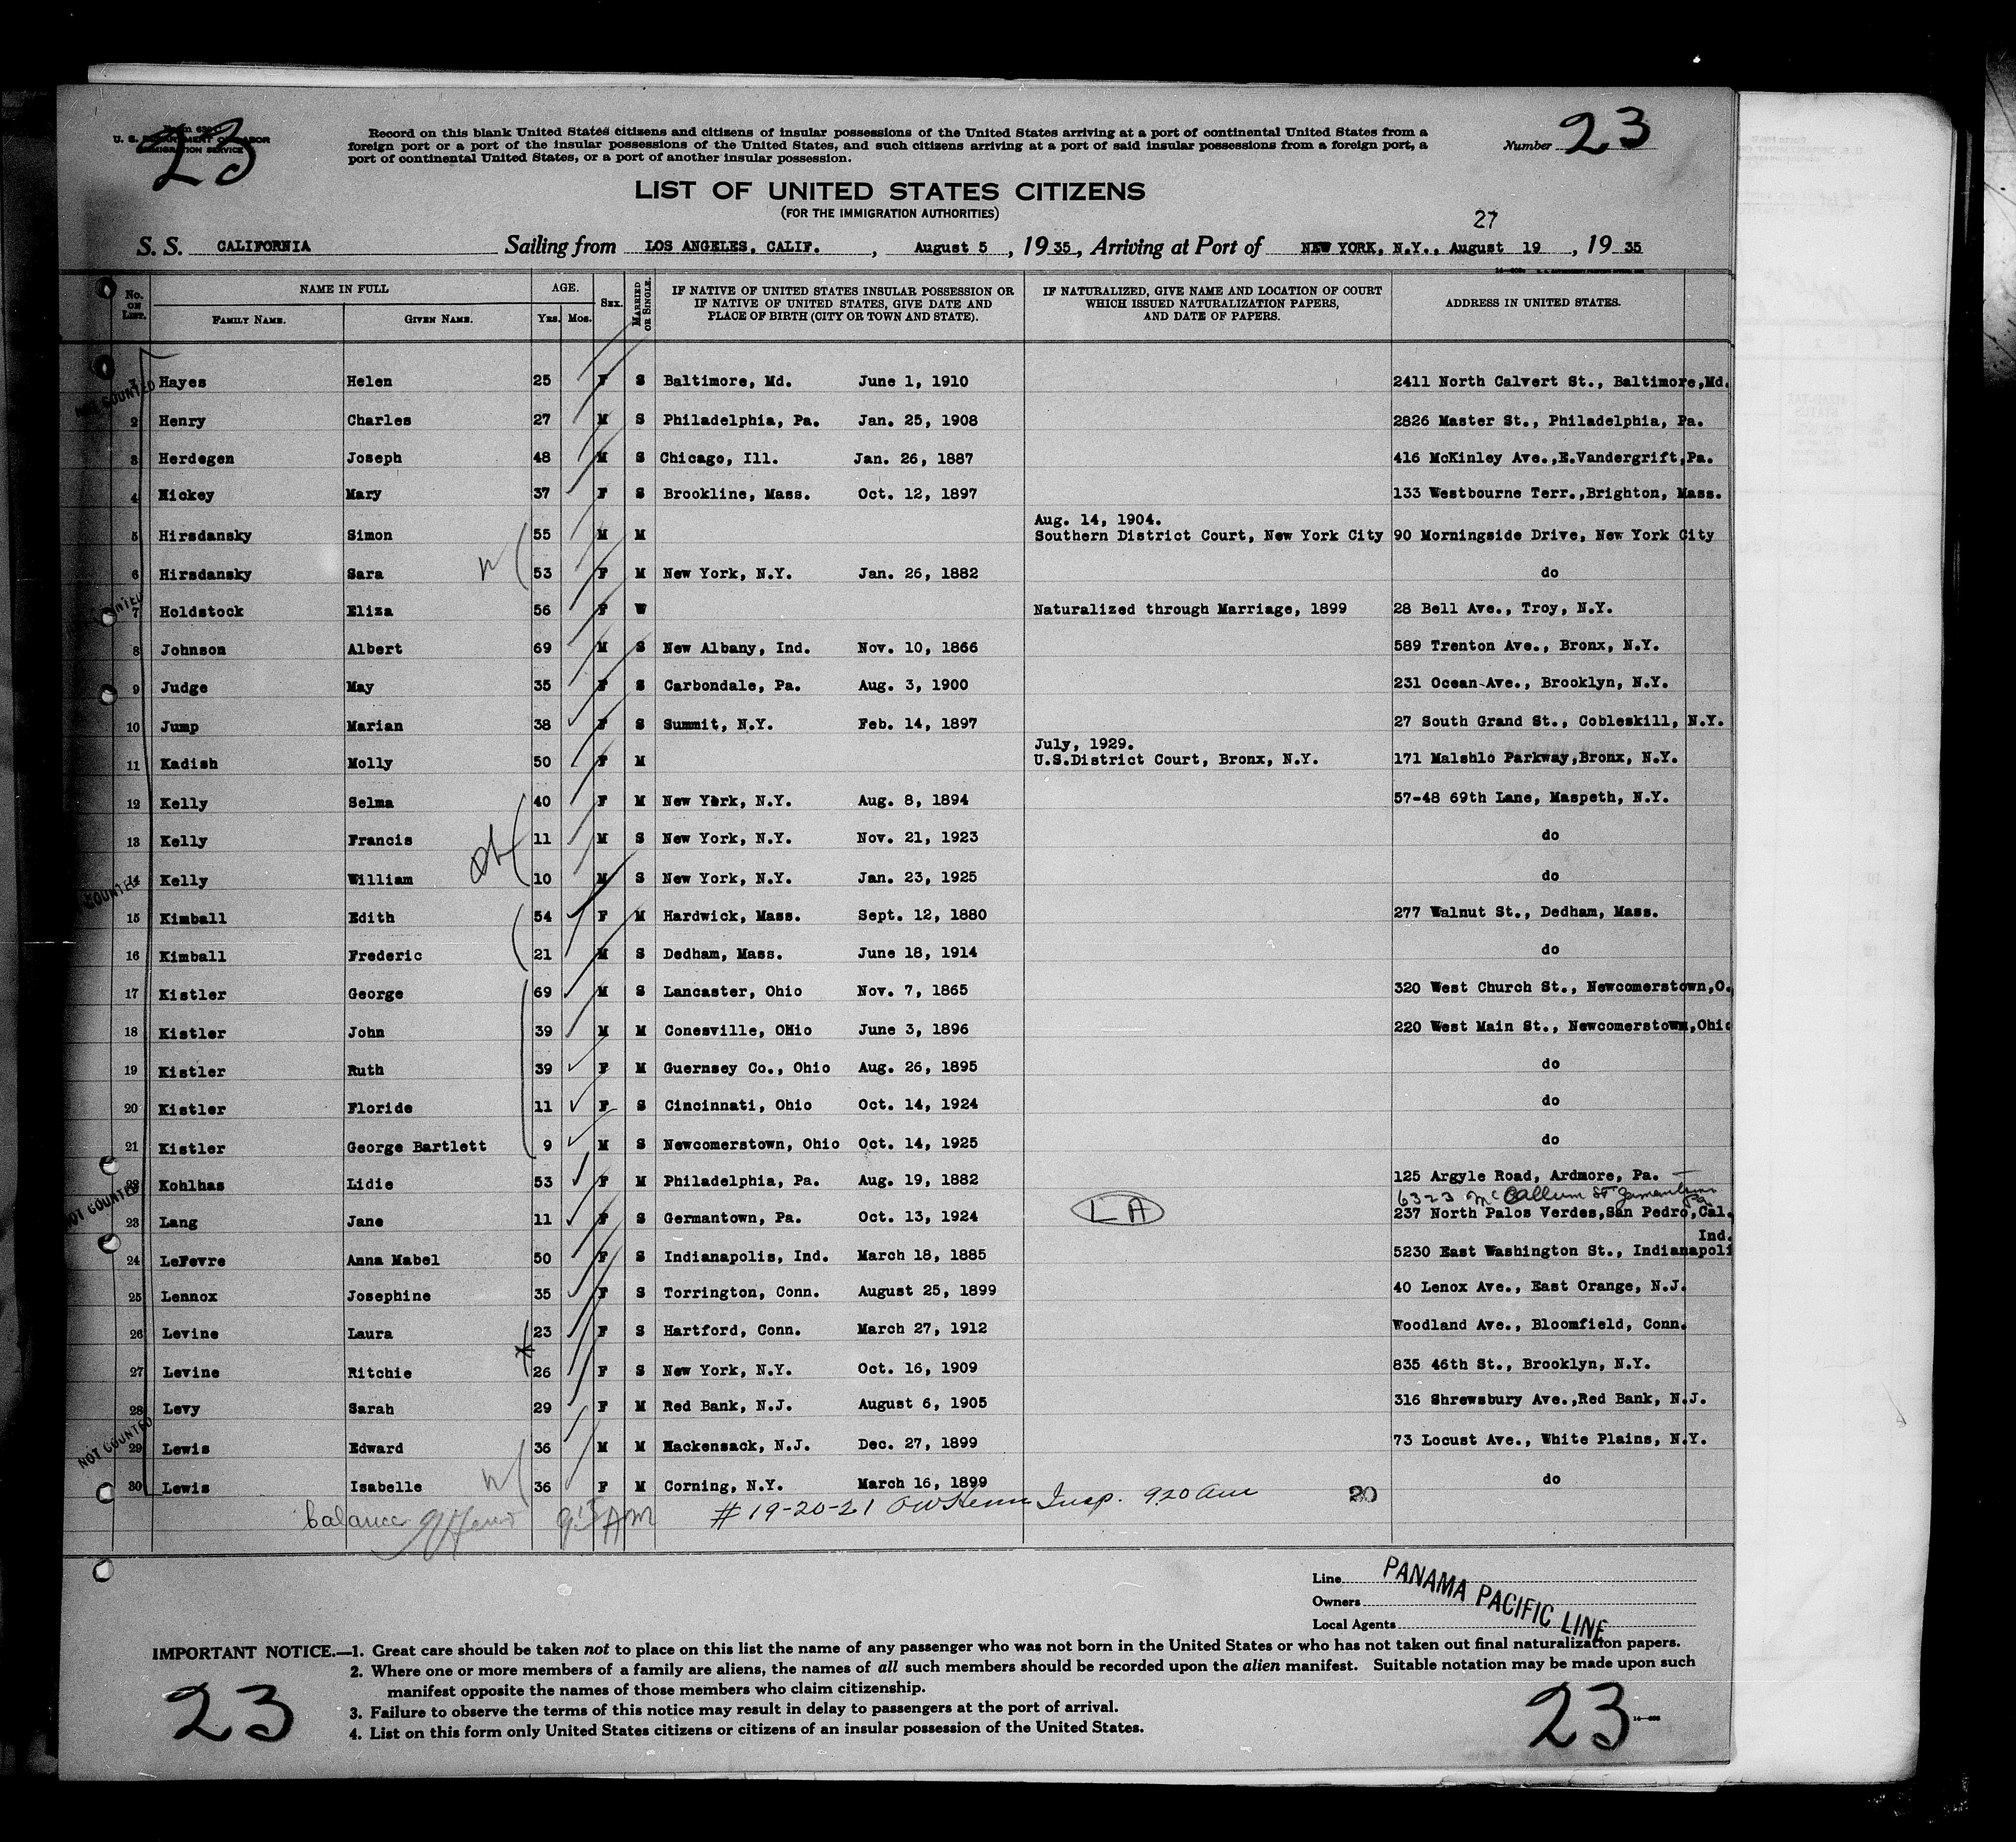 23
U. S. DEPARTMENT OF LABOR
IMMIGRATION SERVICE
Record on this blank United States citizens and citizens of insular possessions of the United States arriving at a port of continental United States from a
foreign port or a port of the insular possessions of the United States, and such citizens arriving at a port of said insular possessions from a foreign port, a
port of continental United States, or a port of another insular possession.
Number 23
LIST OF UNITED STATES CITIZENS
(FOR THE IMMIGRATION AUTHORITIES)
27
S. S. CALIFORNIA Sailing from LOS ANGELES, CALIF. , August 5 , 1935, Arriving at Port of NEW YORK, N.Y., August 19 , 1935
No. ON LIST. NAME IN FULL FAMILY NAME. GIVEN NAME. AGE. YRS. MOS. SEX. MARRIED OR SINGLE. IF NATIVE OF UNITED STATES INSULAR POSSESSION OR IF NATIVE OF UNITED STATES, GIVE DATE AND PLACE OF BIRTH (CITY OR TOWN AND STATE). IF NATURALIZED, GIVE NAME AND LOCATION OF COURT WHICH ISSUED NATURALIZATION PAPERS, AND DATE OF PAPERS. ADDRESS IN UNITED STATES.
1 Hayes Helen 25 F S Baltimore, Md. June 1, 1910 2411 North Calvert St., Baltimore,Md.
NOT COUNTED
2 Henry Charles 27 M S Philadelphia, Pa. Jan. 25, 1908 2826 Master St., Philadelphia, Pa.
3 Herdegen Joseph 48 M S Chicago, Ill. Jan. 26, 1887 416 McKinley Ave.,E.Vandergrift,Pa.
4 Hickey Mary 37 F S Brookline, Mass. Oct. 12, 1897 133 Westbourne Terr.,Brighton, Mass.
Aug. 14, 1904.
5 Hirsdansky Simon 55 M M Southern District Court, New York City 90 Morningside Drive, New York City
6 Hirsdansky Sara 53 F M New York, N.Y. Jan. 26, 1882 do
7 Holdstock Eliza 56 F W Naturalized through Marriage, 1899 28 Bell Ave., Troy, N.Y.
8 Johnson Albert 69 M S New Albany, Ind. Nov. 10, 1866 589 Trenton Ave., Bronx, N.Y.
9 Judge May 35 F S Carbondale, Pa. Aug. 3, 1900 231 Ocean Ave., Brooklyn, N.Y.
10 Jump Marian 38 F S Summit, N.Y. Feb. 14, 1897 27 South Grand St., Cobleskill, N.Y.
July, 1929.
11 Kadish Molly 50 F M U.S.District Court, Bronx, N.Y. 171 Malshlo Parkway,Bronx, N.Y.
12 Kelly Selma 40 F M New York, N.Y. Aug. 8, 1894 57-48 69th Lane, Maspeth, N.Y.
13 Kelly Francis 11 M S New York, N.Y. Nov. 21, 1923 do
14 Kelly William 10 M S New York, N.Y. Jan. 23, 1925 do
COUNTED
15 Kimball Edith 54 F M Hardwick, Mass. Sept. 12, 1880 277 Walnut St., Dedham, Mass.
16 Kimball Frederic 21 M S Dedham, Mass. June 18, 1914 do
17 Kistler George 69 M S Lancaster, Ohio Nov. 7, 1865 320 West Church St., Newcomerstown,O.
18 Kistler John 39 M M Conesville, OHio June 3, 1896 220 West Main St., Newcomerstown,Ohio
19 Kistler Ruth 39 F M Guernsey Co., Ohio Aug. 26, 1895 do
20 Kistler Floride 11 F S Cincinnati, Ohio Oct. 14, 1924 do
21 Kistler George Bartlett 9 M S Newcomerstown, Ohio Oct. 14, 1925 do
22 Kohlhas Lidie 53 F M Philadelphia, Pa. Aug. 19, 1882 125 Argyle Road, Ardmore, Pa.
NOT COUNTED
6323 McCallum St Germantown Pa.
23 Lang Jane 11 F S Germantown, Pa. Oct. 13, 1924 LA 237 North Palos Verdes,San Pedro,Cal.
Ind.
24 LeFevre Anna Mabel 50 F S Indianapolis, Ind. March 18, 1885 5230 East Washington St., Indianapoli
25 Lennox Josephine 35 F S Torrington, Conn. August 25, 1899 40 Lenox Ave., East Orange, N.J.
26 Levine Laura 23 F S Hartford, Conn. March 27, 1912 Woodland Ave., Bloomfield, Conn.
27 Levine Ritchie 26 F S New York, N.Y. Oct. 16, 1909 835 46th St., Brooklyn, N.Y.
28 Levy Sarah 29 F M Red Bank, N.J. August 6, 1905 316 Shrewsbury Ave.,Red Bank, N.J.
NOT COUNTED
29 Lewis Edward 36 M M Hackensack, N.J. Dec. 27, 1899 73 Locust Ave., White Plains, N.Y.
30 Lewis Isabelle 36 F M Corning, N.Y. March 16, 1899 do
balance 915 AM # 19-20-21 Insp. 920 am 20
Line PANAMA PACIFIC LINE
Owners
Local Agents
IMPORTANT NOTICE.—1. Great care should be taken not to place on this list the name of any passenger who was not born in the United States or who has not taken out final naturalization papers.
2. Where one or more members of a family are aliens, the names of all such members should be recorded upon the alien manifest. Suitable notation may be made upon such
manifest opposite the names of those members who claim citizenship.
3. Failure to observe the terms of this notice may result in delay to passengers at the port of arrival.
4. List on this form only United States citizens or citizens of an insular possession of the United States.
23
23